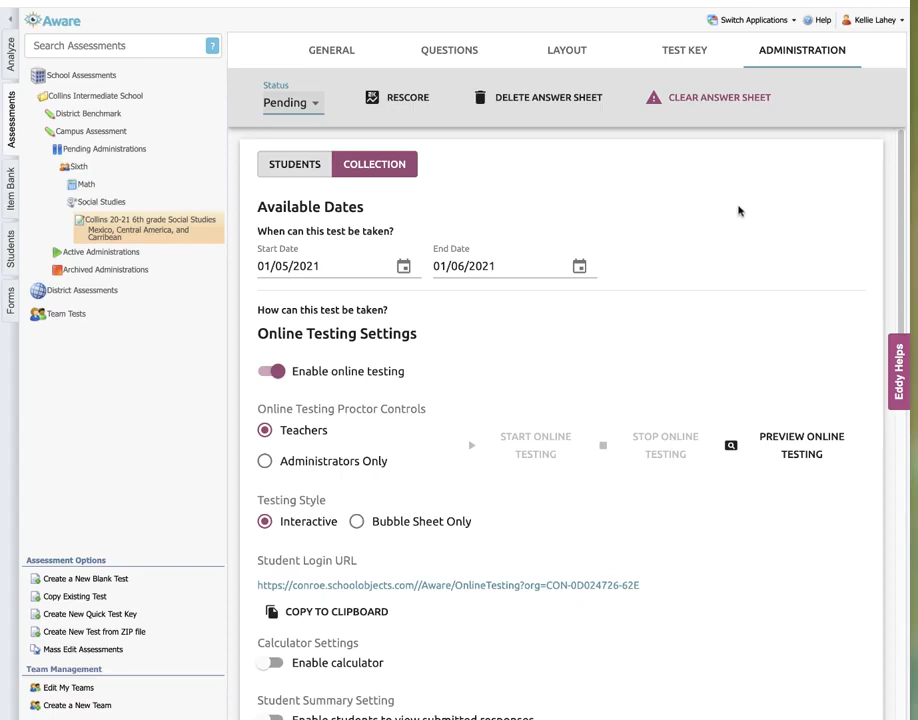 Aware
Switch Applications
Help
Kellie Lahey
Analyze
Assessments
Item Bank
Students
Forms
Search Assessments
?
School Assessments
Collins Intermediate School
District Benchmark
Campus Assessment
Pending Administrations
Sixth
Math
Social Studies
Collins 20-21 6th grade Social Studies
Mexico, Central America, and
Carribean
Active Administrations
Archived Administrations
District Assessments
Team Tests
Assessment Options
Create a New Blank Test
Copy Existing Test
Create New Quick Test Key
Create New Test from ZIP file
Mass Edit Assessments
Team Management
Edit My Teams
Create a New Team
GENERAL
QUESTIONS
LAYOUT
TEST KEY
ADMINISTRATION
Status
Pending
RESCORE
DELETE ANSWER SHEET
CLEAR ANSWER SHEET
STUDENTS
COLLECTION
Available Dates
When can this test be taken?
Start Date
End Date
01/05/2021
01/06/2021
How can this test be taken?
Online Testing Settings
Enable online testing
Online Testing Proctor Controls
Teachers
Administrators Only
START ONLINE
TESTING
STOP ONLINE
TESTING
PREVIEW ONLINE
TESTING
Testing Style
Interactive
Bubble Sheet Only
Student Login URL
https://conroe.schoolobjects.com//Aware/OnlineTesting?org=CON-0D024726-62E
COPY TO CLIPBOARD
Calculator Settings
Enable calculator
Student Summary Setting
Enable students to view submitted responses
Eddy Helps